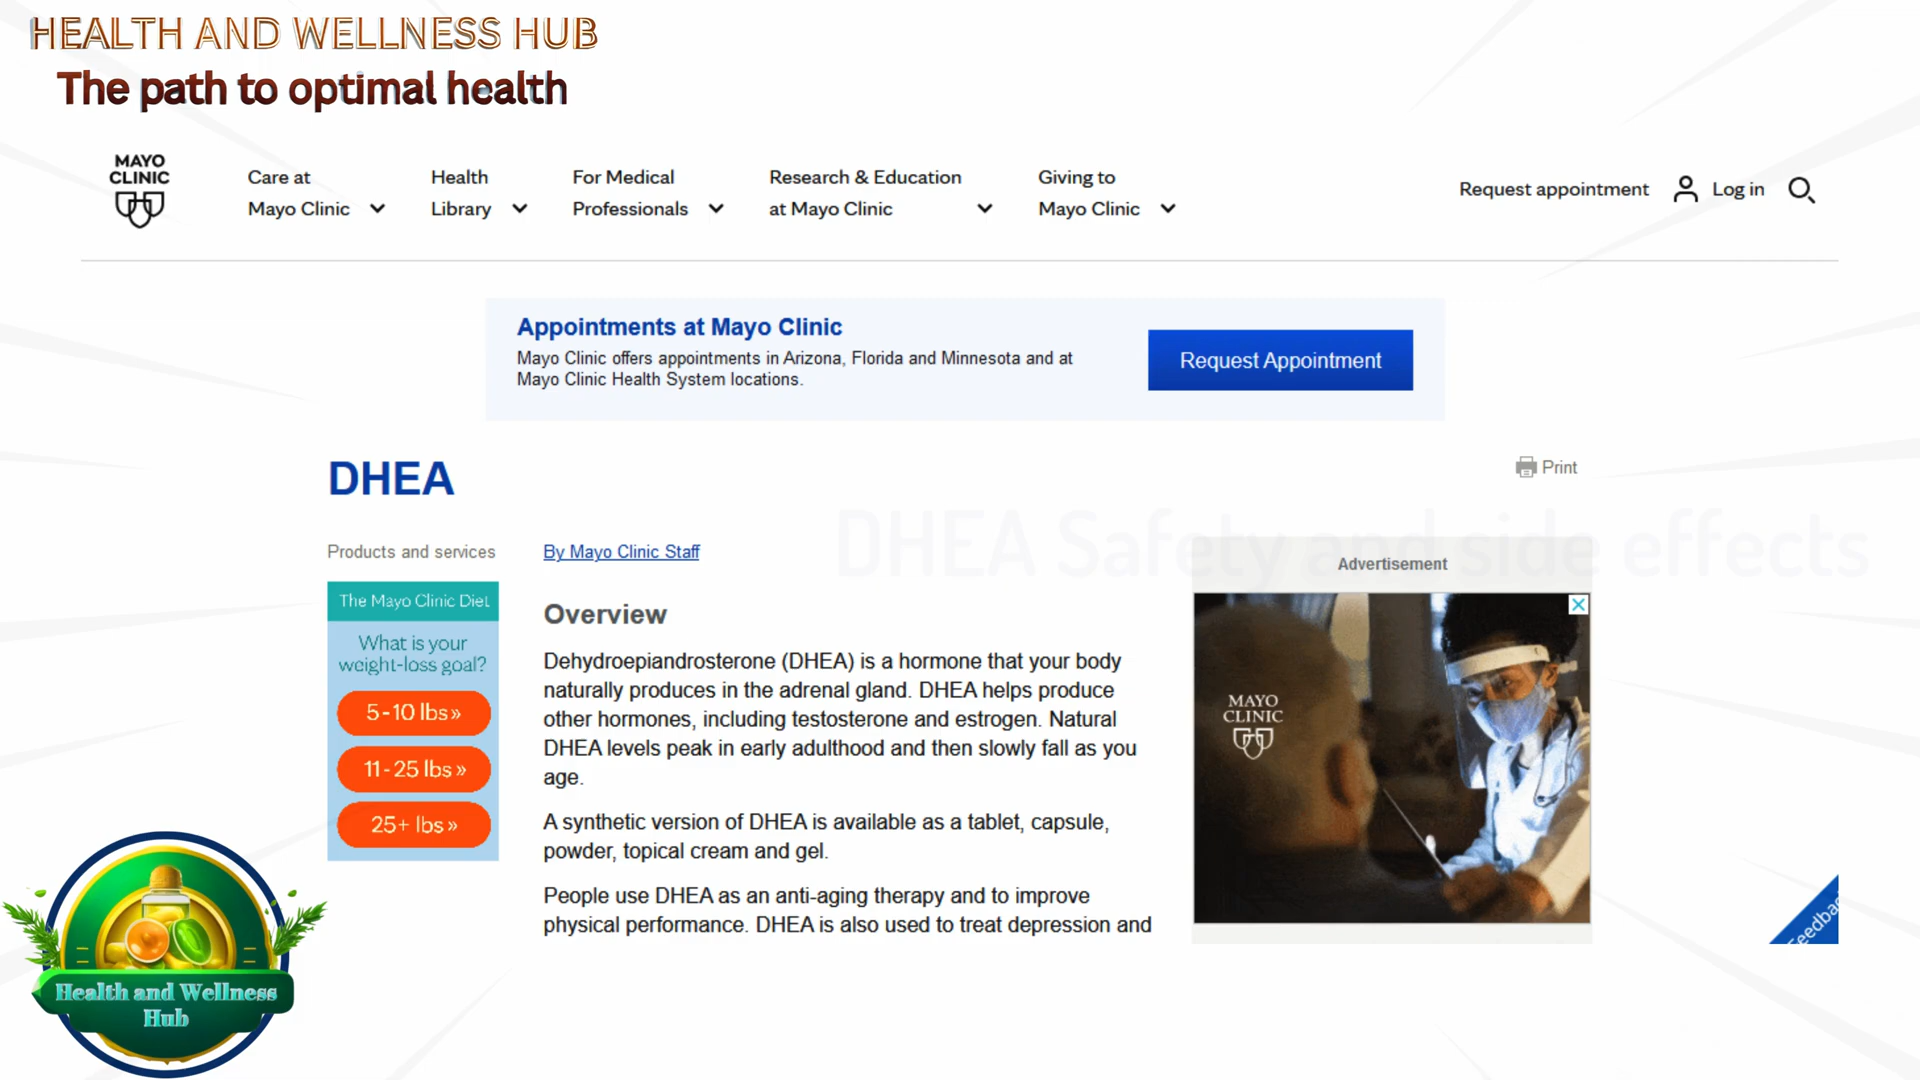 HEALTH AND WELLNESS HUB
The path to optimal health
MAYO
CLINIC
Care at
Mayo Clinic
Health
Library
For Medical
Professionals
Research & Education
at Mayo Clinic
Giving to
Mayo Clinic
Request appointment
Log in
Appointments at Mayo Clinic
Mayo Clinic offers appointments in Arizona, Florida and Minnesota and at
Mayo Clinic Health System locations.
Request Appointment
DHEA
Print
DHEA Safety and side effects
Products and services
By Mayo Clinic Staff
Advertisement
The Mayo Clinic Diet
What is your
weight-loss goal?
5-10 lbs»
11-25 lbs»
25+ lbs»
Overview
Dehydroepiandrosterone (DHEA) is a hormone that your body
naturally produces in the adrenal gland. DHEA helps produce
other hormones, including testosterone and estrogen. Natural
DHEA levels peak in early adulthood and then slowly fall as you
age.
A synthetic version of DHEA is available as a tablet, capsule,
powder, topical cream and gel.
People use DHEA as an anti-aging therapy and to improve
physical performance. DHEA is also used to treat depression and
MAYO
CLINIC
Health and Wellness
Hub